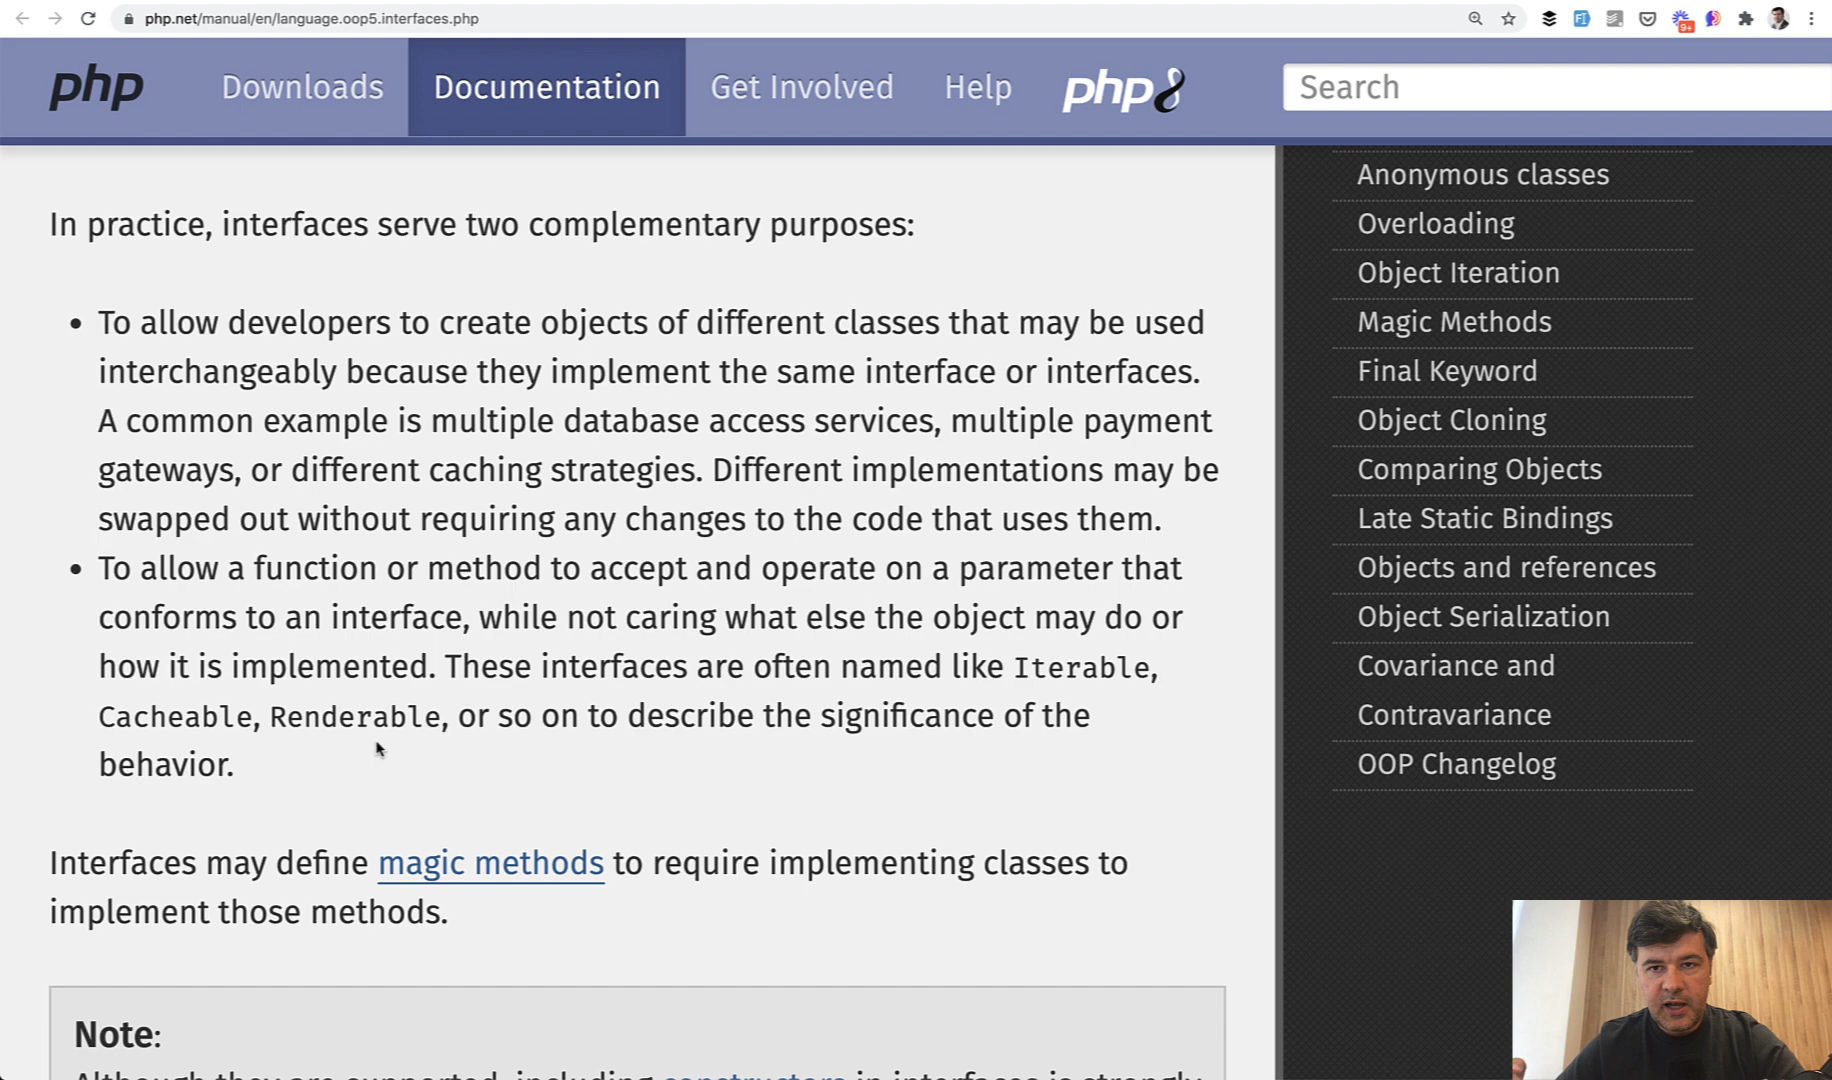 php.net/manual/en/language.oop5.interfaces.php
9+
php
Downloads
Documentation
Get Involved
Help
php8
Search
In practice, interfaces serve two complementary purposes:
• To allow developers to create objects of different classes that may be used
interchangeably because they implement the same interface or interfaces.
A common example is multiple database access services, multiple payment
gateways, or different caching strategies. Different implementations may be
swapped out without requiring any changes to the code that uses them.
• To allow a function or method to accept and operate on a parameter that
conforms to an interface, while not caring what else the object may do or
how it is implemented. These interfaces are often named like Iterable,
Cacheable, Renderable, or so on to describe the significance of the
behavior.
Interfaces may define magic methods to require implementing classes to
implement those methods.
Note:
Although they are supported, including constructors in interfaces is strongly
Anonymous classes
Overloading
Object Iteration
Magic Methods
Final Keyword
Object Cloning
Comparing Objects
Late Static Bindings
Objects and references
Object Serialization
Covariance and
Contravariance
OOP Changelog